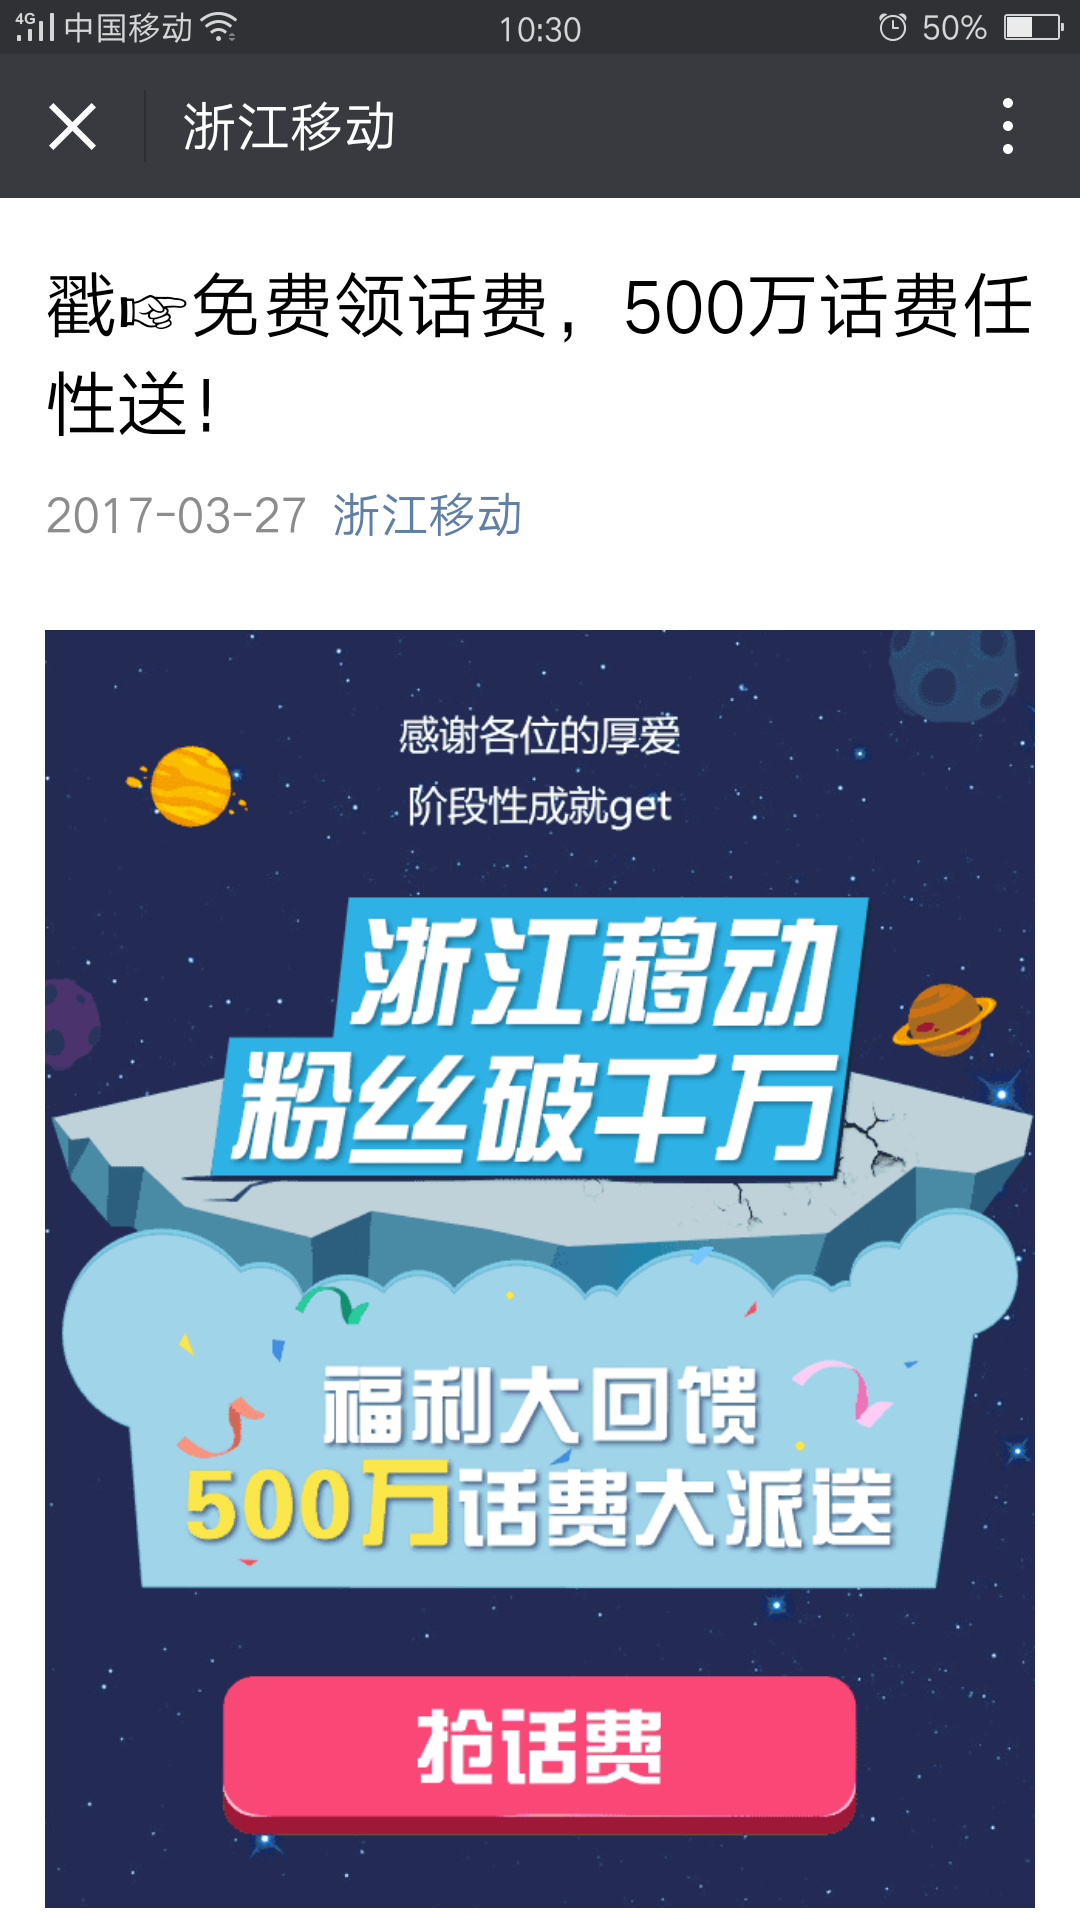 4G 中国移动 10:30 50%
浙江移动
戳☞免费领话费，500万话费任
性送！
2017-03-27 浙江移动
感谢各位的厚爱
阶段性成就get
浙江移动
粉丝破千万
福利大回馈
500万话费大派送
抢话费